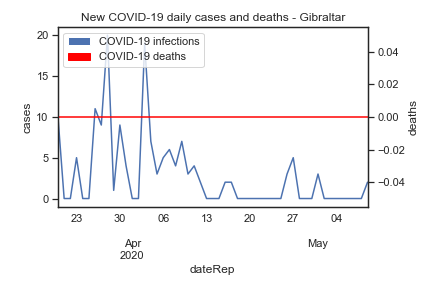 New COVID-19 daily cases and deaths - Gibraltar
COVID-19 infections
COVID-19 deaths
20
15
10
5
0
cases
0.04
0.02
0.00
−0.02
−0.04
deaths
23 30 06 13 20 27 04
Apr May
2020
dateRep